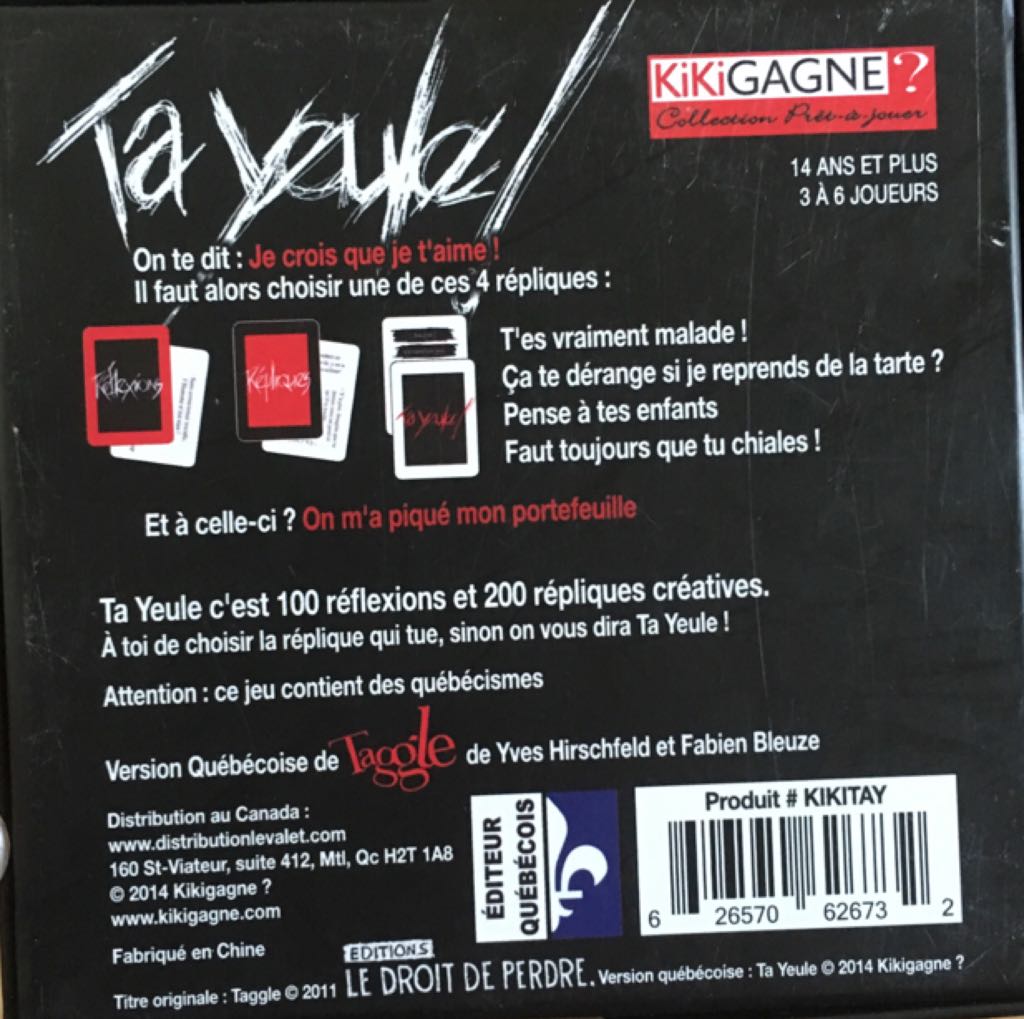 Ta Yeule!
KiKiGAGNE?
Collection Prêt-à-jouer
14 ANS ET PLUS
3 À 6 JOUEURS
On te dit : Je crois que je t'aime !
Il faut alors choisir une de ces 4 répliques :
Réflexions
Répliques
Ta yeule!
T'es vraiment malade !
Ça te dérange si je reprends de la tarte ?
Pense à tes enfants
Faut toujours que tu chiales !
Et à celle-ci ? On m'a piqué mon portefeuille
Ta Yeule c'est 100 réflexions et 200 répliques créatives.
À toi de choisir la réplique qui tue, sinon on vous dira Ta Yeule !
Attention : ce jeu contient des québécismes
Version Québécoise de Taggle de Yves Hirschfeld et Fabien Bleuze
Distribution au Canada :
www.distributionlevalet.com
160 St-Viateur, suite 412, Mtl, Qc H2T 1A8
© 2014 Kikigagne ?
www.kikigagne.com
Fabriqué en Chine
ÉDITEUR
QUÉBÉCOIS
Produit # KIKITAY
6 26570 62673 2
Titre originale : Taggle © 2011 EDITIONS LE DROIT DE PERDRE. Version québécoise : Ta Yeule © 2014 Kikigagne ?